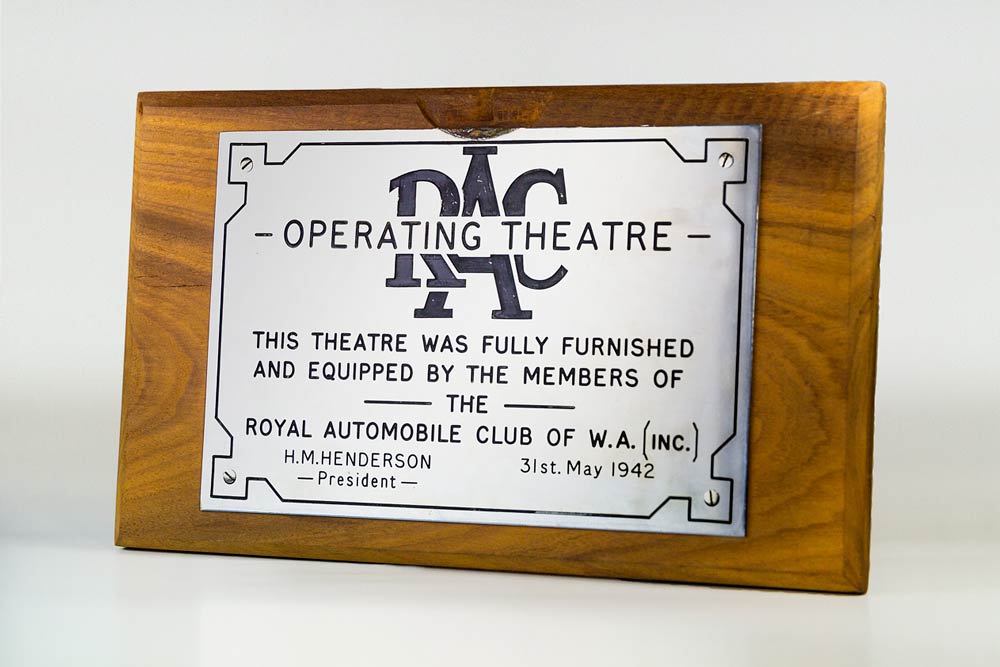 RAC
— OPERATING THEATRE —
THIS THEATRE WAS FULLY FURNISHED
AND EQUIPPED BY THE MEMBERS OF
— THE —
ROYAL AUTOMOBILE CLUB OF W.A. (INC.)
H.M.HENDERSON 31st. May 1942
— President —